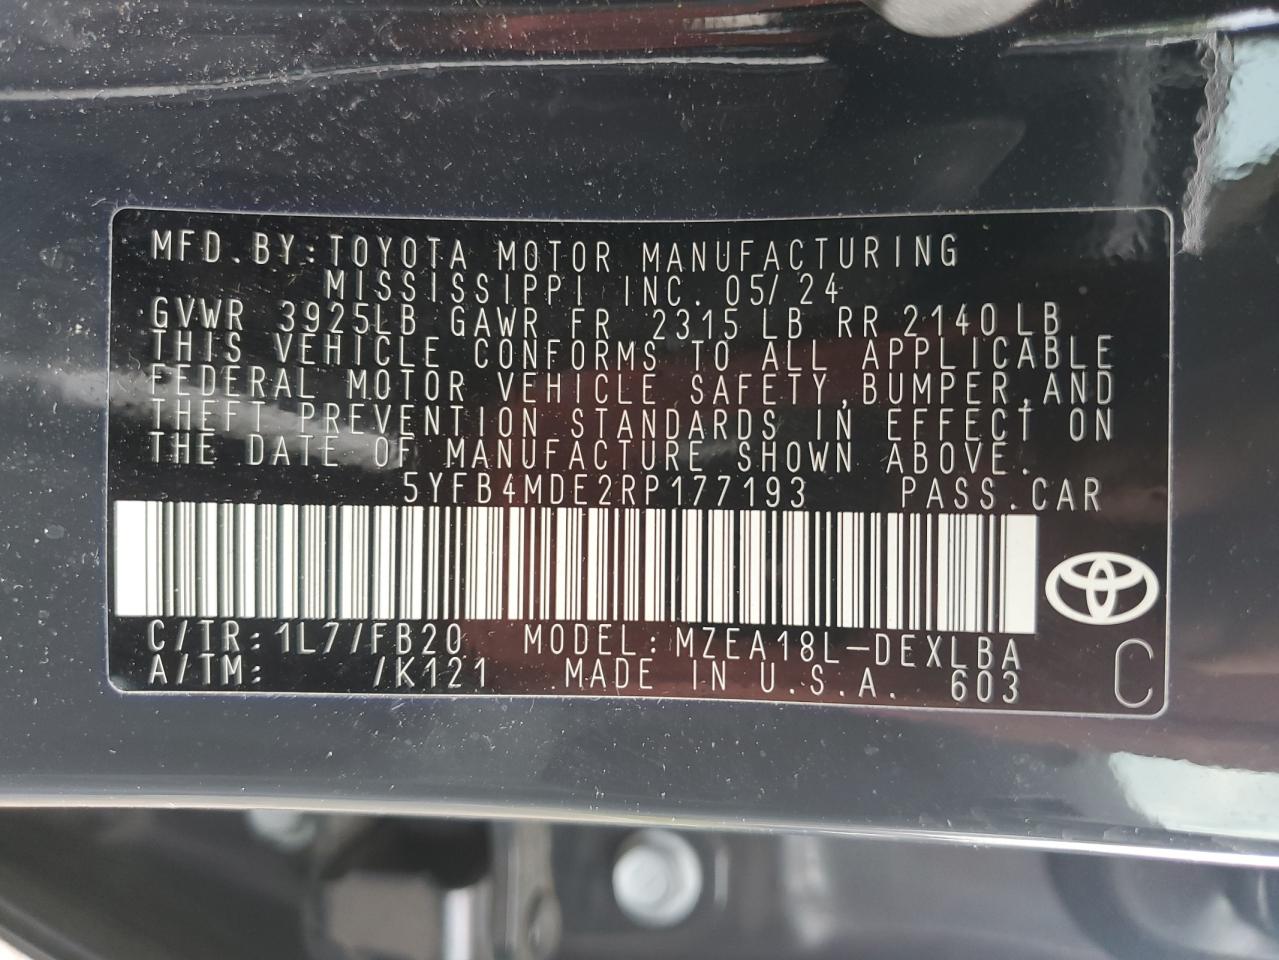 MFD.BY:TOYOTA MOTOR MANUFACTURING
MISSISSIPPI INC. 05/24
GVWR 3925LB GAWR FR 2315 LB RR 2140 LB
THIS VEHICLE CONFORMS TO ALL APPLICABLE
FEDERAL MOTOR VEHICLE SAFETY,BUMPER,AND
THEFT PREVENTION STANDARDS IN EFFECT ON
THE DATE OF MANUFACTURE SHOWN ABOVE.
5YFB4MDE2RP177193 PASS.CAR
C/TR:1L7/FB20 MODEL:MZEA18L-DEXLBA
A/TM: /K121 MADE IN U.S.A. 603
C